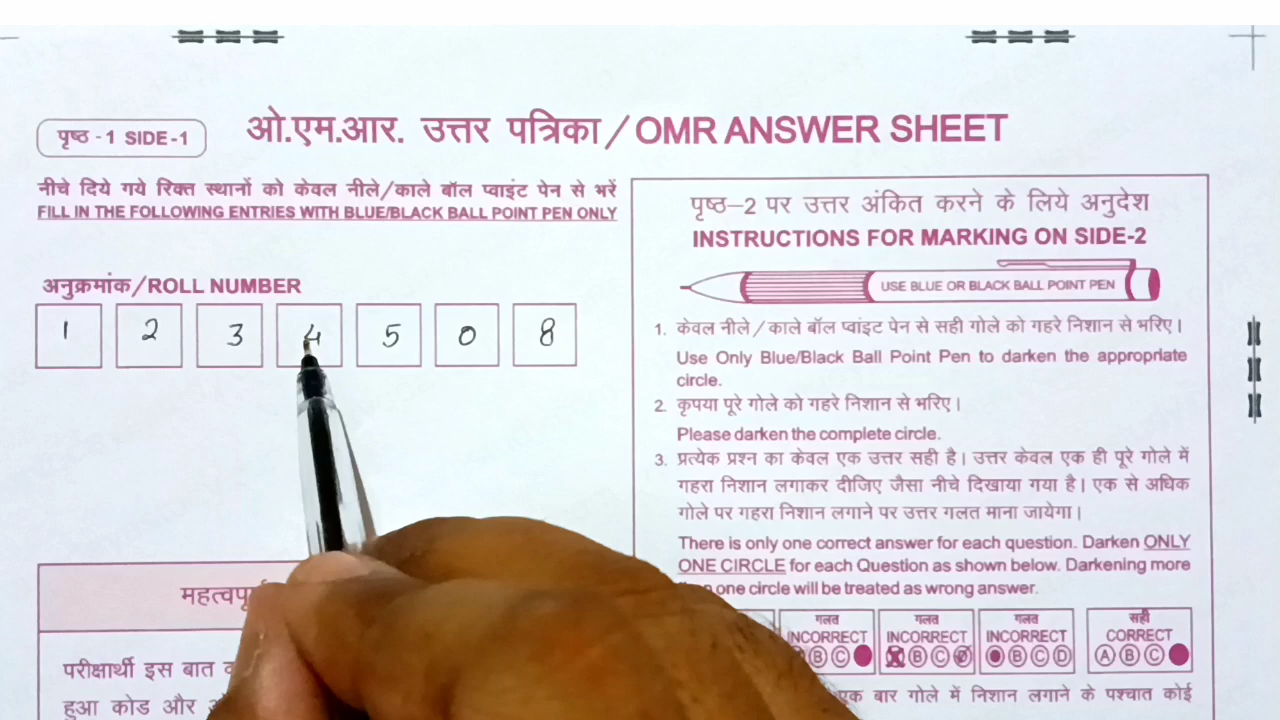 पृष्ठ - 1 SIDE -1
ओ.एम.आर. उत्तर पत्रिका / OMR ANSWER SHEET
नीचे दिये गये रिक्त स्थानों को केवल नीले/काले बॉल प्वाइंट पेन से भरें
FILL IN THE FOLLOWING ENTRIES WITH BLUE/BLACK BALL POINT PEN ONLY
अनुक्रमांक/ROLL NUMBER
1 2 3 4 5 0 8
महत्वपू
परीक्षार्थी इस बात
हुआ कोड और
पृष्ठ–2 पर उत्तर अंकित करने के लिये अनुदेश
INSTRUCTIONS FOR MARKING ON SIDE-2
USE BLUE OR BLACK BALL POINT PEN
1. केवल नीले/काले बॉल प्वांइट पेन से सही गोले को गहरे निशान से भरिए।
Use Only Blue/Black Ball Point Pen to darken the appropriate
circle.
2. कृपया पूरे गोले को गहरे निशान से भरिए।
Please darken the complete circle.
3. प्रत्येक प्रश्न का केवल एक उत्तर सही है। उत्तर केवल एक ही पूरे गोले में
गहरा निशान लगाकर दीजिए जैसा नीचे दिखाया गया है। एक से अधिक
गोले पर गहरा निशान लगाने पर उत्तर गलत माना जायेगा।
There is only one correct answer for each question. Darken ONLY
ONE CIRCLE for each Question as shown below. Darkening more
one circle will be treated as wrong answer.
गलत गलत गलत सही
INCORRECT INCORRECT INCORRECT CORRECT
B C B C B C D A B C
एक बार गोले में निशान लगाने के पश्चात कोई